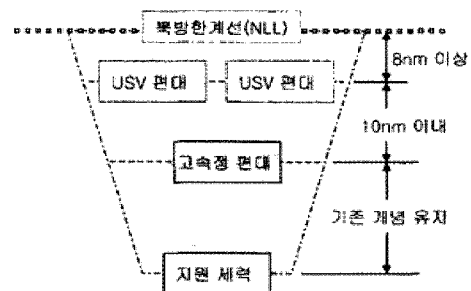 북방한계선(NLL)
8nm 이상
USV 편대 USV 편대
10nm 이내
고속정 편대
기존 개념 유지
지원 세력